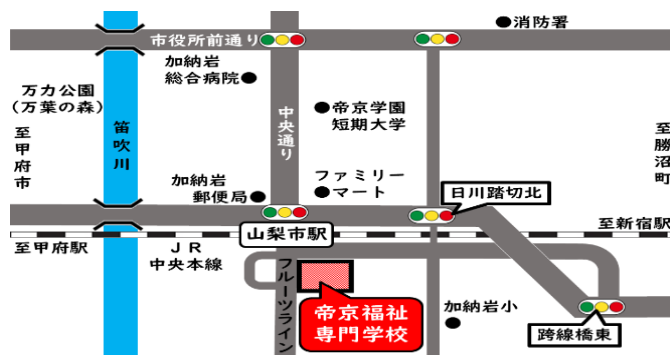 消防署
市役所前通り
加納岩
総合病院
万力公園
(万葉の森)
帝京学園
短期大学
中央通り
至甲府市
笛吹川
至勝沼町
ファミリー
マート
加納岩
郵便局
日川踏切北
至新宿駅
山梨市駅
至甲府駅
JR
中央本線
フルーツライン
帝京福祉
専門学校
加納岩小
跨線橋東